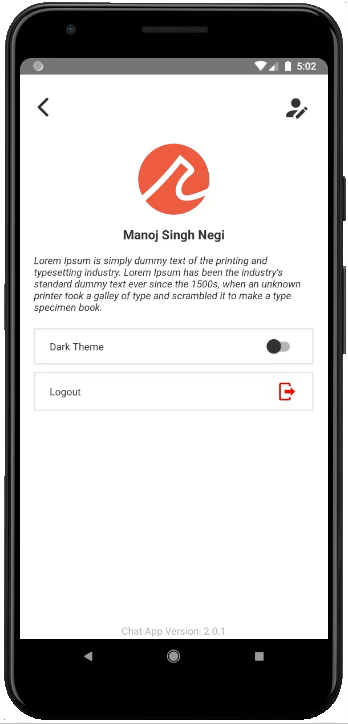 5:02
Manoj Singh Negi
Lorem Ipsum is simply dummy text of the printing and
typesetting industry. Lorem Ipsum has been the industry's
standard dummy text ever since the 1500s, when an unknown
printer took a galley of type and scrambled it to make a type
specimen book.
Dark Theme
Logout
Chat App Version: 2.0.1